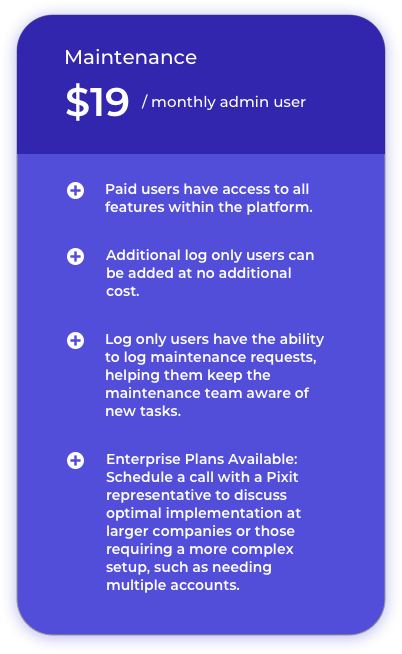 Maintenance
$19 / monthly admin user
Paid users have access to all
features within the platform.
Additional log only users can
be added at no additional
cost.
Log only users have the ability
to log maintenance requests,
helping them keep the
maintenance team aware of
new tasks.
Enterprise Plans Available:
Schedule a call with a Pixit
representative to discuss
optimal implementation at
larger companies or those
requiring a more complex
setup, such as needing
multiple accounts.